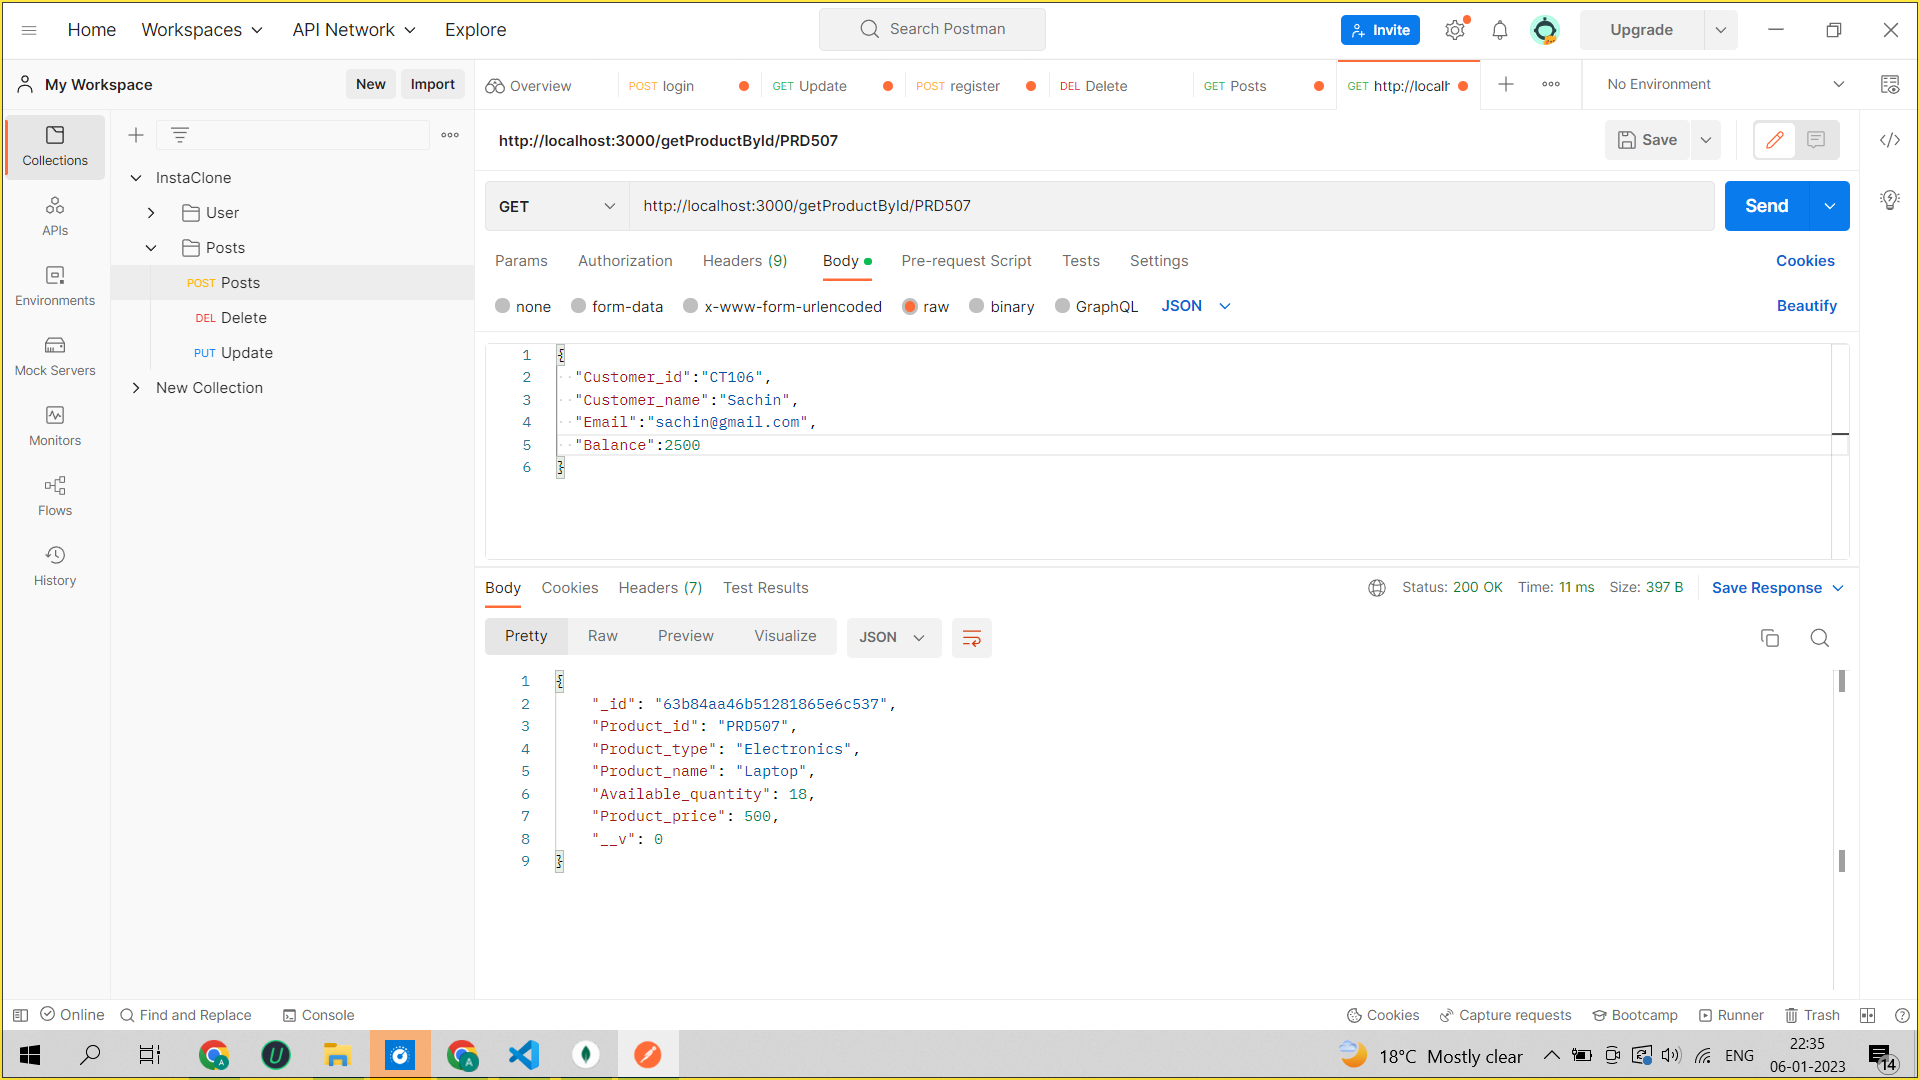 Home Workspaces API Network Explore Search Postman Invite Upgrade
My Workspace New Import Overview POST login GET Update POST register DEL Delete GET Posts GET http://localh No Environment
http://localhost:3000/getProductById/PRD507 Save
Collections
APIs
Environments
Mock Servers
Monitors
Flows
History
InstaClone
User
Posts
POST Posts
DEL Delete
PUT Update
New Collection
GET http://localhost:3000/getProductById/PRD507 Send
Params Authorization Headers (9) Body Pre-request Script Tests Settings Cookies
none form-data x-www-form-urlencoded raw binary GraphQL JSON Beautify
1 {
2 "Customer_id":"CT106",
3 "Customer_name":"Sachin",
4 "Email":"sachin@gmail.com",
5 "Balance":2500
6 }
Body Cookies Headers (7) Test Results Status: 200 OK Time: 11 ms Size: 397 B Save Response
Pretty Raw Preview Visualize JSON
1 {
2 "_id": "63b84aa46b51281865e6c537",
3 "Product_id": "PRD507",
4 "Product_type": "Electronics",
5 "Product_name": "Laptop",
6 "Available_quantity": 18,
7 "Product_price": 500,
8 "__v": 0
9 }
Online Find and Replace Console Cookies Capture requests Bootcamp Runner Trash
18°C Mostly clear ENG 22:35
06-01-2023 14